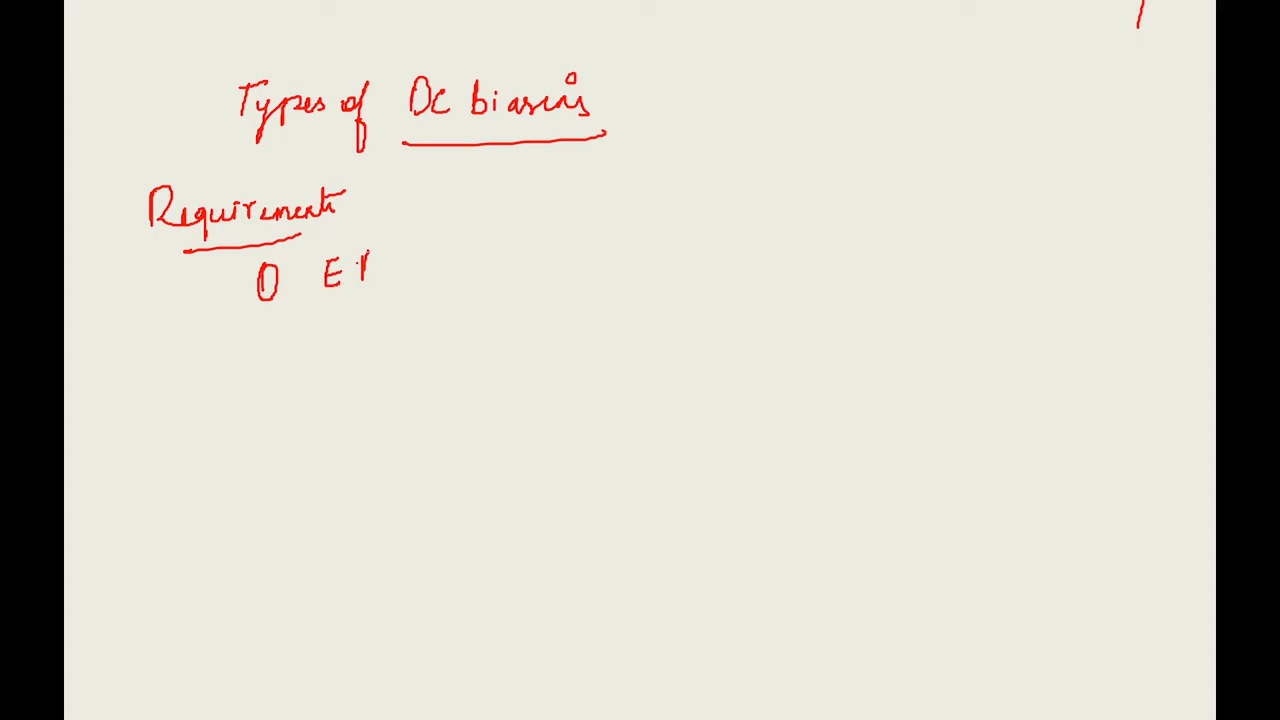 Types of DC biasing
Requirements
① E